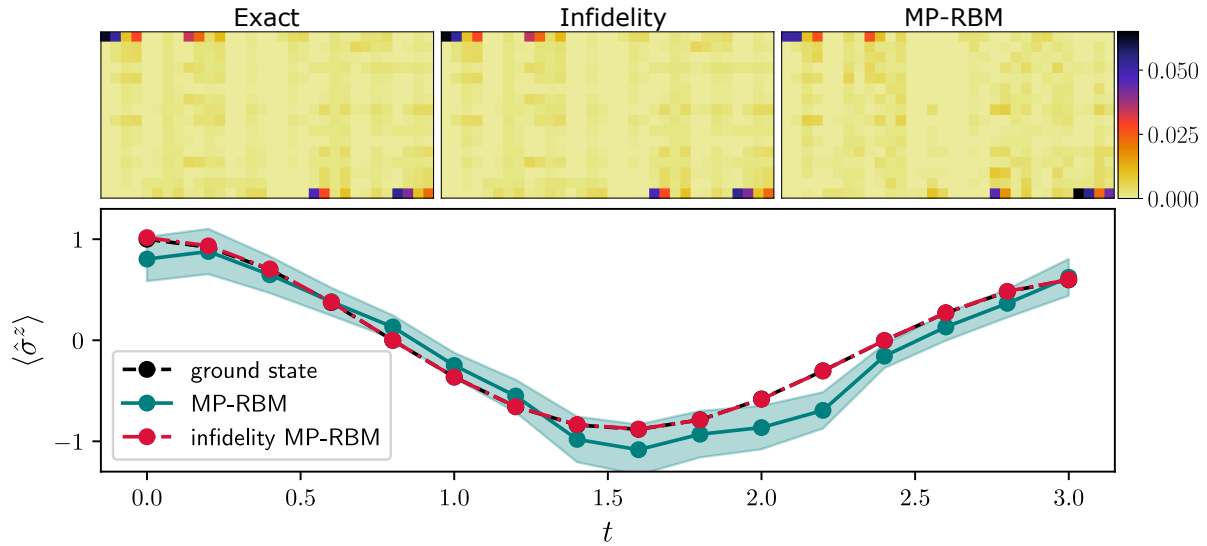 Exact
Infidelity
MP-RBM
0.050
0.025
0.000
1
0
−1
⟨σ̂ᶻ⟩
ground state
MP-RBM
infidelity MP-RBM
0.0 0.5 1.0 1.5 2.0 2.5 3.0
t